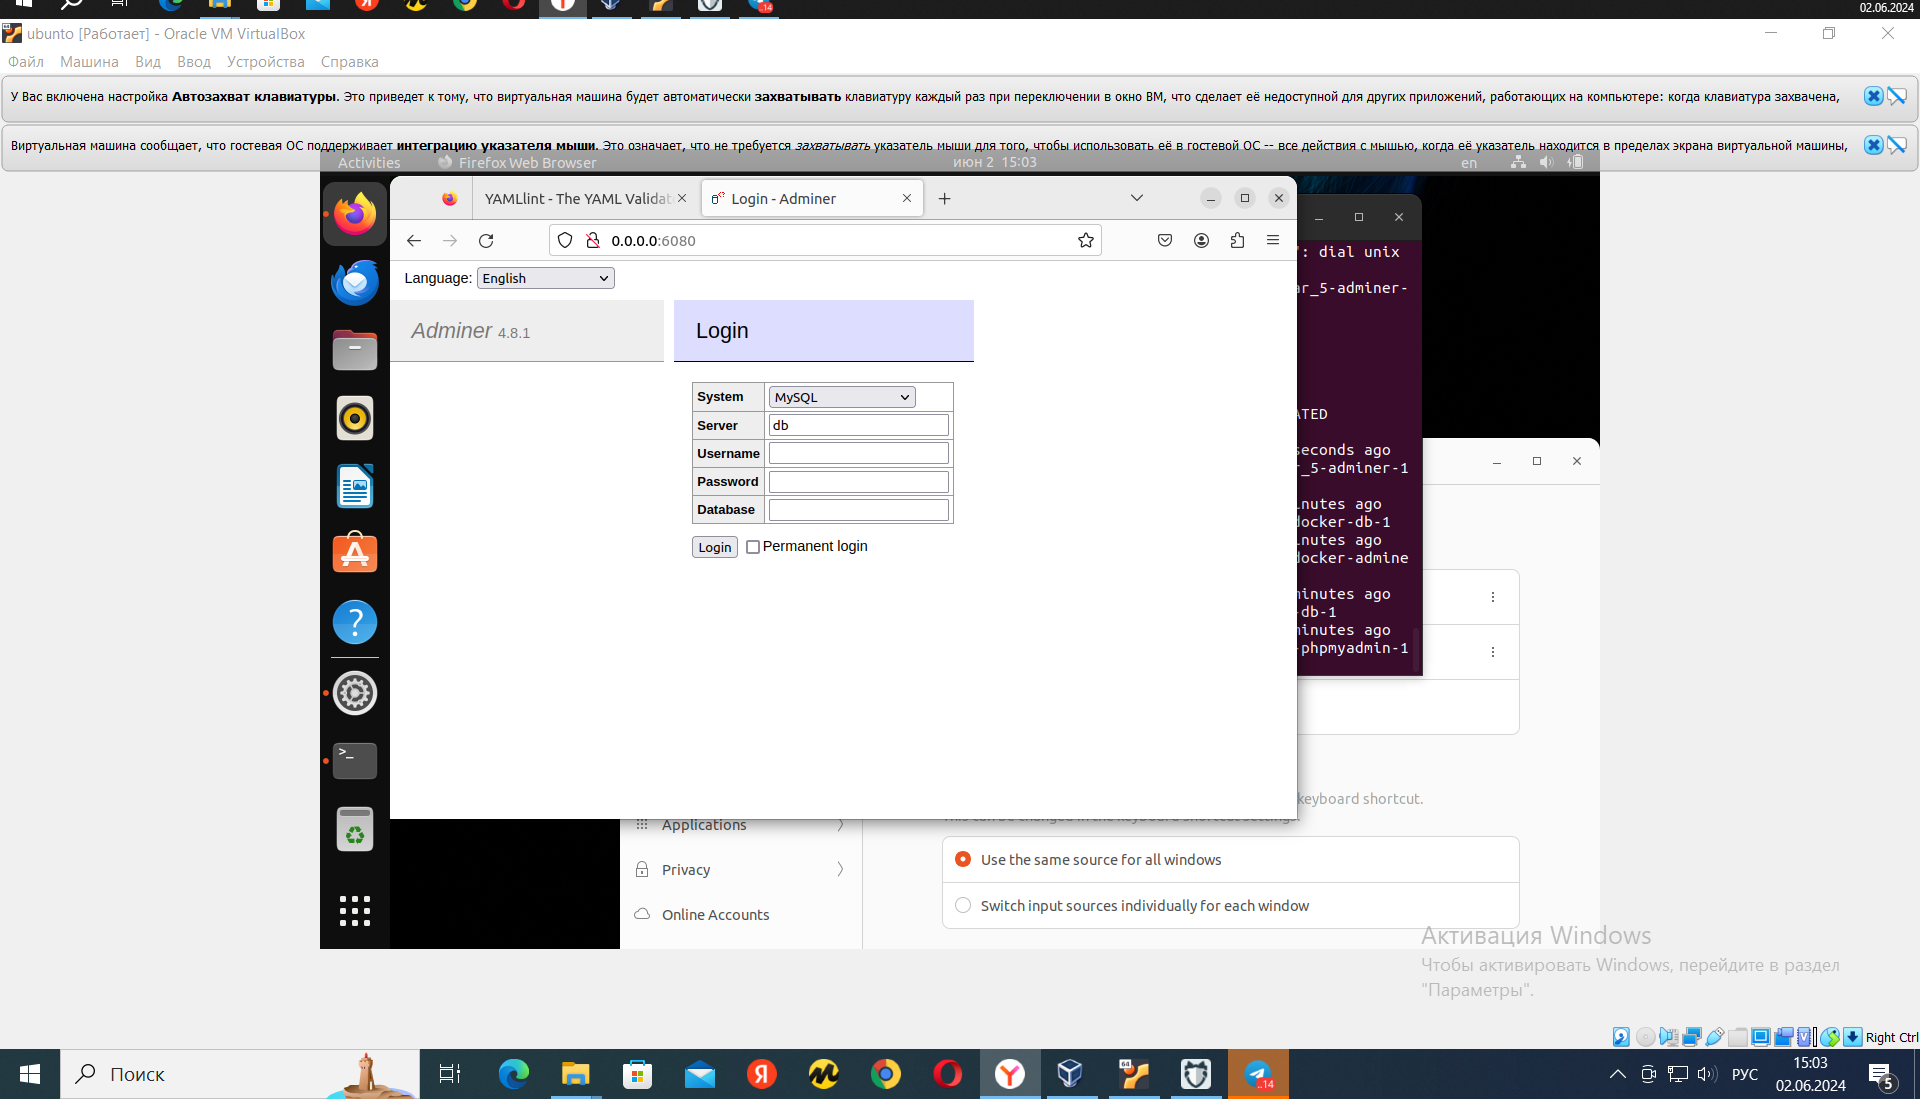 02.06.2024
ubunto [Работает] - Oracle VM VirtualBox
Файл Машина Вид Ввод Устройства Справка
У Вас включена настройка Автозахват клавиатуры. Это приведет к тому, что виртуальная машина будет автоматически захватывать клавиатуру каждый раз при переключении в окно ВМ, что сделает её недоступной для других приложений, работающих на компьютере: когда клавиатура захвачена,
Виртуальная машина сообщает, что гостевая ОС поддерживает интеграцию указателя мыши. Это означает, что не требуется захватывать указатель мыши для того, чтобы использовать её в гостевой ОС -- все действия с мышью, когда её указатель находится в пределах экрана виртуальной машины,
Activities Firefox Web Browser июн 2 15:03 en
YAMLlint - The YAML Validat Login - Adminer
0.0.0.0:6080
Language: English
Adminer 4.8.1
Login
System MySQL
Server db
Username
Password
Database
Login Permanent login
': dial unix
ar_5-adminer-
ATED
seconds ago
r_5-adminer-1
inutes ago
docker-db-1
inutes ago
docker-admine
minutes ago
-db-1
minutes ago
-phpmyadmin-1
keyboard shortcut.
Applications
Privacy
Online Accounts
Use the same source for all windows
Switch input sources individually for each window
Активация Windows
Чтобы активировать Windows, перейдите в раздел
"Параметры".
Right Ctrl
Поиск
..14
РУС
15:03
02.06.2024
5